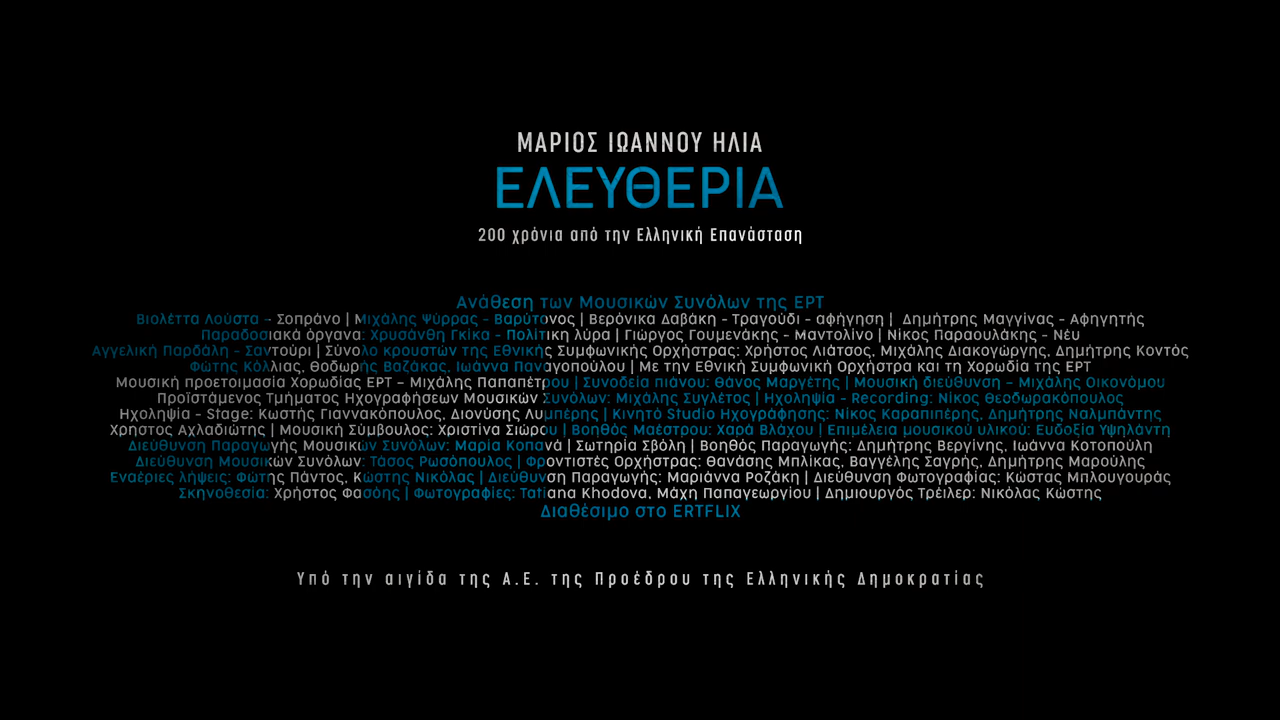 ΜΑΡΙΟΣ ΙΩΑΝΝΟΥ ΗΛΙΑ
ΕΛΕΥΘΕΡΙΑ
200 χρόνια από την Ελληνική Επανάσταση
Ανάθεση των Μουσικών Συνόλων της ΕΡΤ
Βιολέττα Λούστα - Σοπράνο | Μιχάλης Ψύρρας - Βαρύτονος | Βερόνικα Δαβάκη - Τραγούδι - αφήγηση | Δημήτρης Μαγγίνας - Αφηγητής
Παραδοσιακά όργανα: Χρυσάνθη Γκίκα - Πολίτικη λύρα | Γιώργος Γουμενάκης - Μαντολίνο | Νίκος Παραουλάκης - Νέυ
Αγγελική Παρδάλη - Σαντούρι | Σύνολο κρουστών της Εθνικής Συμφωνικής Ορχήστρας: Χρήστος Λιάτσος, Μιχάλης Διακογιώργης, Δημήτρης Κοντός
Φώτης Κόλλιας, Θοδωρής Βαζάκας, Ιωάννα Παναγοπούλου | Με την Εθνική Συμφωνική Ορχήστρα και τη Χορωδία της ΕΡΤ
Μουσική προετοιμασία Χορωδίας ΕΡΤ – Μιχάλης Παπαπέτρου | Συνοδεία πιάνου: Θάνος Μαργέτης | Μουσική διεύθυνση – Μιχάλης Οικονόμου
Προϊστάμενος Τμήματος Ηχογραφήσεων Μουσικών Συνόλων: Μιχάλης Συγλέτος | Ηχοληψία - Recording: Νίκος Θεοδωρακόπουλος
Ηχοληψία - Stage: Κωστής Γιαννακόπουλος, Διονύσης Λυμπέρης | Κινητό Studio Ηχογράφησης: Νίκος Καραπιπέρης, Δημήτρης Ναλμπάντης
Χρήστος Αχλαδιώτης | Μουσική Σύμβουλος: Χριστίνα Σιώρου | Βοηθός Μαέστρου: Χαρά Βλάχου | Επιμέλεια μουσικού υλικού: Ευδοξία Υψηλάντη
Διεύθυνση Παραγωγής Μουσικών Συνόλων: Μαρία Κοπανά | Σωτηρία Σβόλη | Βοηθός Παραγωγής: Δημήτρης Βεργίνης, Ιωάννα Κοτοπούλη
Διεύθυνση Μουσικών Συνόλων: Τάσος Ρωσόπουλος | Φροντιστές Ορχήστρας: Θανάσης Μπλίκας, Βαγγέλης Σαγρής, Δημήτρης Μαρούλης
Εναέριες λήψεις: Φώτης Πάντος, Κώστης Νικόλας | Διεύθυνση Παραγωγής: Μαριάννα Ροζάκη | Διεύθυνση Φωτογραφίας: Κώστας Μπλουγουράς
Σκηνοθεσία: Χρήστος Φασόης | Φωτογραφίες: Tatiana Khodova, Μάχη Παπαγεωργίου | Δημιουργός Τρέιλερ: Νικόλας Κώστης
Διαθέσιμο στο ERTFLIX
Υπό την αιγίδα της Α.Ε. της Προέδρου της Ελληνικής Δημοκρατίας